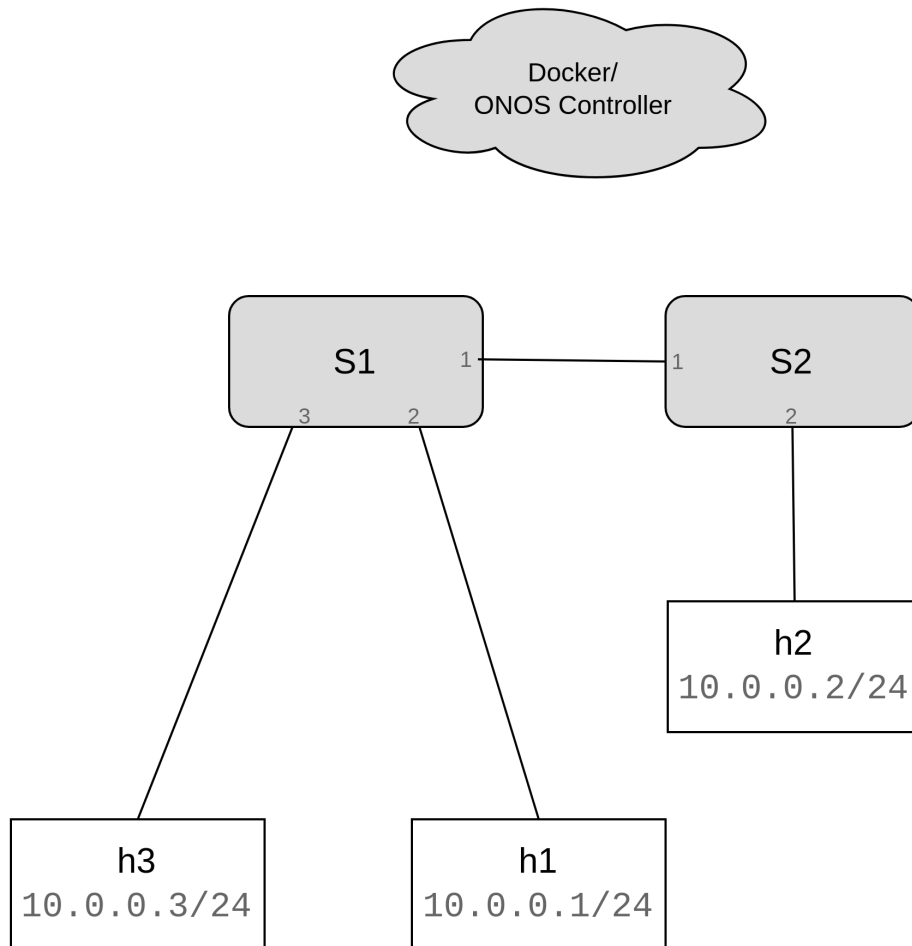 Docker/
ONOS Controller
S1
1
3
2
1
S2
2
h2
10.0.0.2/24
h3
10.0.0.3/24
h1
10.0.0.1/24